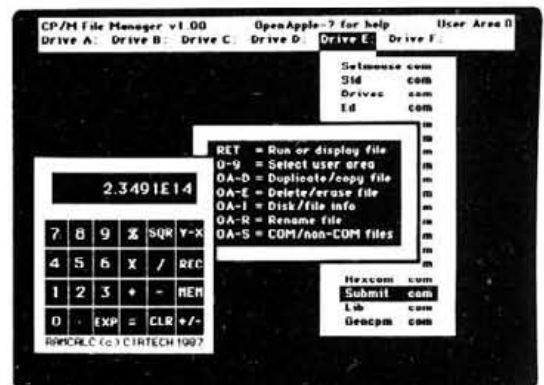 CP/M File Manager v1.00 OpenApple-? for help User Area 0
Drive A: Drive B: Drive C: Drive D: Drive E: Drive F:
Setmouse com
Std com
Drives com
Ed com
RET = Run or display file
0-9 = Select user area
OA-D = Duplicate/copy file
OA-E = Delete/erase file
OA-I = Disk/file info
OA-R = Rename file
OA-S = COM/non-COM files
Hexcom com
Submit com
Lib com
Gencpm com
2.3491E14
7 8 9 % SQR Y-X
4 5 6 X / REC
1 2 3 + - MEM
0 . EXP = CLR +/-
RAMCALC (c) CIRTECH 1987